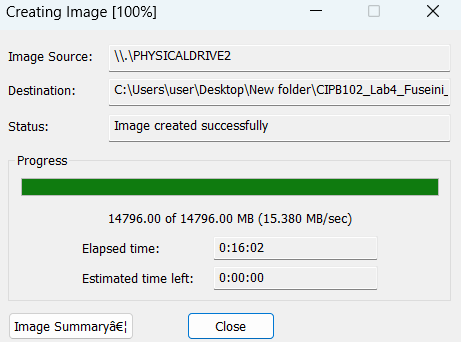 Creating Image [100%]
Image Source: \\.\PHYSICALDRIVE2
Destination: C:\Users\user\Desktop\New folder\CIPB102_Lab4_Fuseini_
Status: Image created successfully
Progress
14796.00 of 14796.00 MB (15.380 MB/sec)
Elapsed time: 0:16:02
Estimated time left: 0:00:00
Image Summaryâ€¦ Close